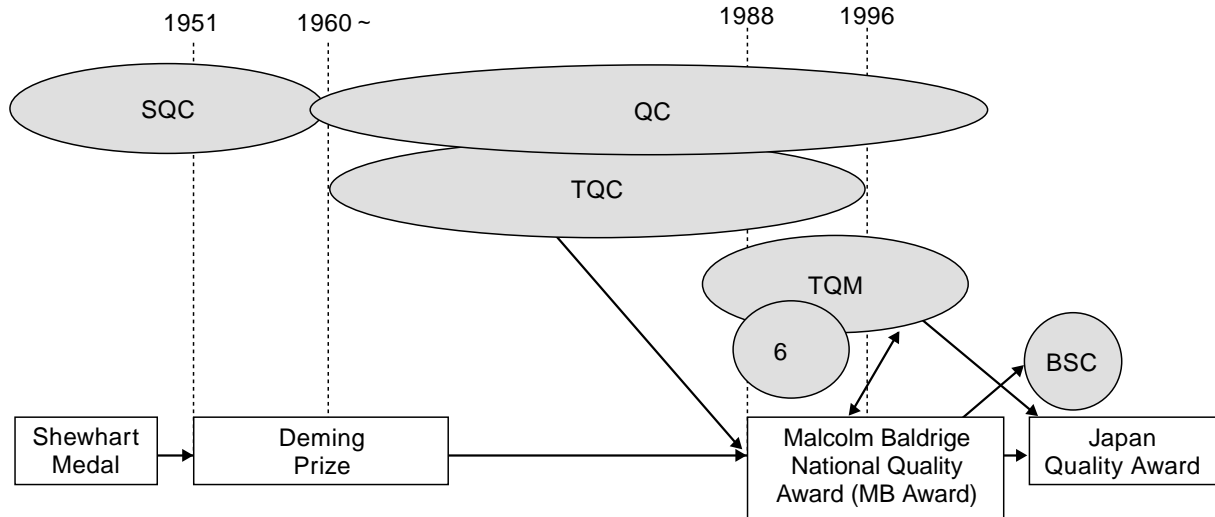 1951
1960 ~
1988
1996
SQC
QC
TQC
TQM
6
BSC
Shewhart
Medal
Deming
Prize
Malcolm Baldrige
National Quality
Award (MB Award)
Japan
Quality Award